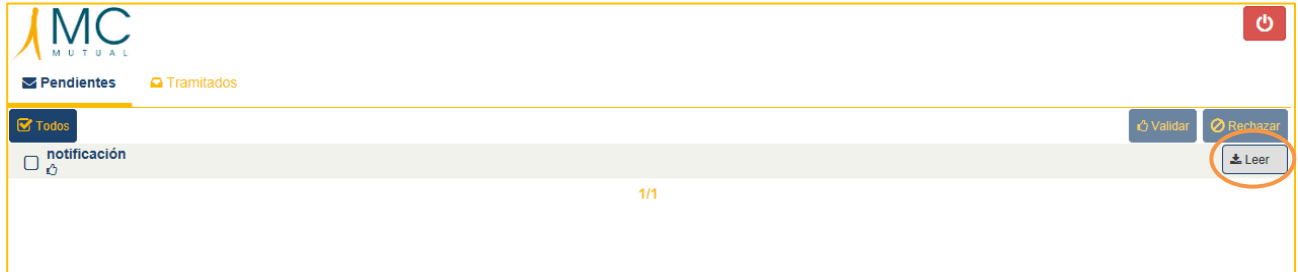 MC
MUTUAL
Pendientes Tramitados
Todos Validar Rechazar
notificación Leer
1/1